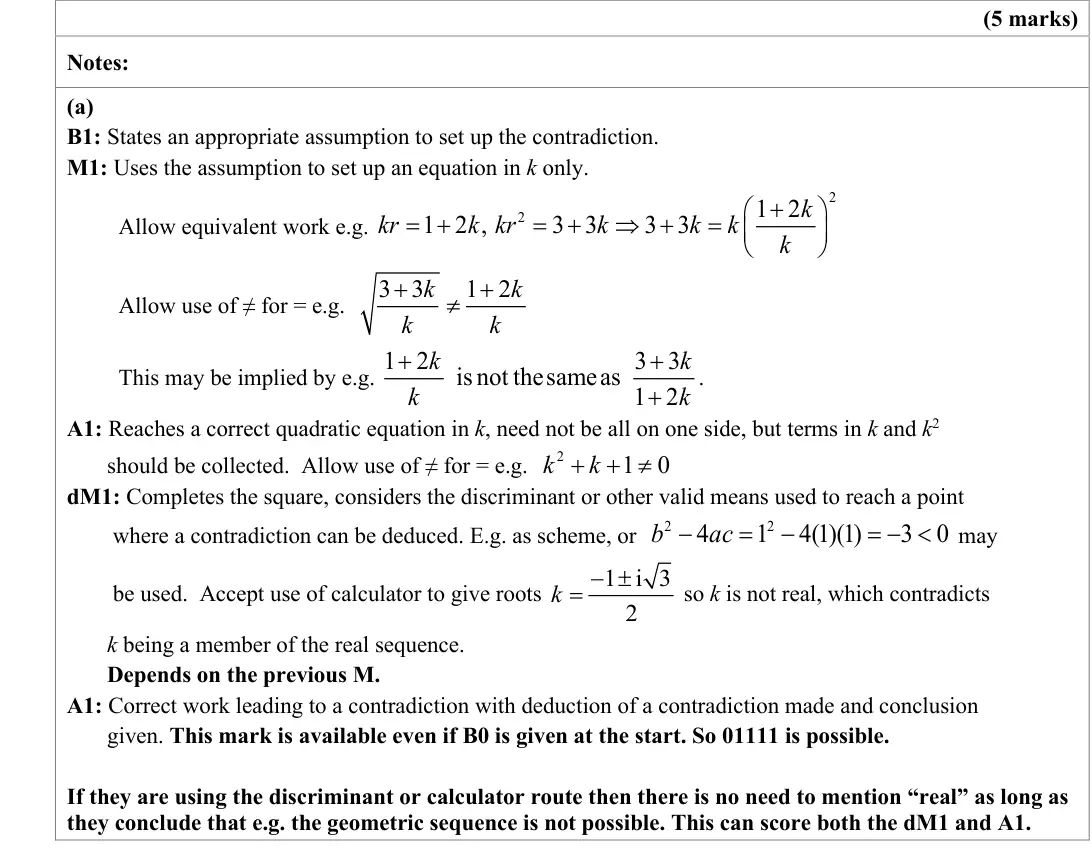 (5 marks)
Notes:
(a)
B1: States an appropriate assumption to set up the contradiction.
M1: Uses the assumption to set up an equation in k only.
Allow equivalent work e.g. kr = 1 + 2k, kr² = 3 + 3k ⇒ 3 + 3k = k((1 + 2k)/k)²
Allow use of ≠ for = e.g. √((3 + 3k)/k) ≠ (1 + 2k)/k
This may be implied by e.g. (1 + 2k)/k is not the same as (3 + 3k)/(1 + 2k).
A1: Reaches a correct quadratic equation in k, need not be all on one side, but terms in k and k²
should be collected. Allow use of ≠ for = e.g. k² + k + 1 ≠ 0
dM1: Completes the square, considers the discriminant or other valid means used to reach a point
where a contradiction can be deduced. E.g. as scheme, or b² − 4ac = 1² − 4(1)(1) = −3 < 0 may
be used. Accept use of calculator to give roots k = (−1 ± i√3)/2 so k is not real, which contradicts
k being a member of the real sequence.
Depends on the previous M.
A1: Correct work leading to a contradiction with deduction of a contradiction made and conclusion
given. This mark is available even if B0 is given at the start. So 01111 is possible.
If they are using the discriminant or calculator route then there is no need to mention “real” as long as
they conclude that e.g. the geometric sequence is not possible. This can score both the dM1 and A1.